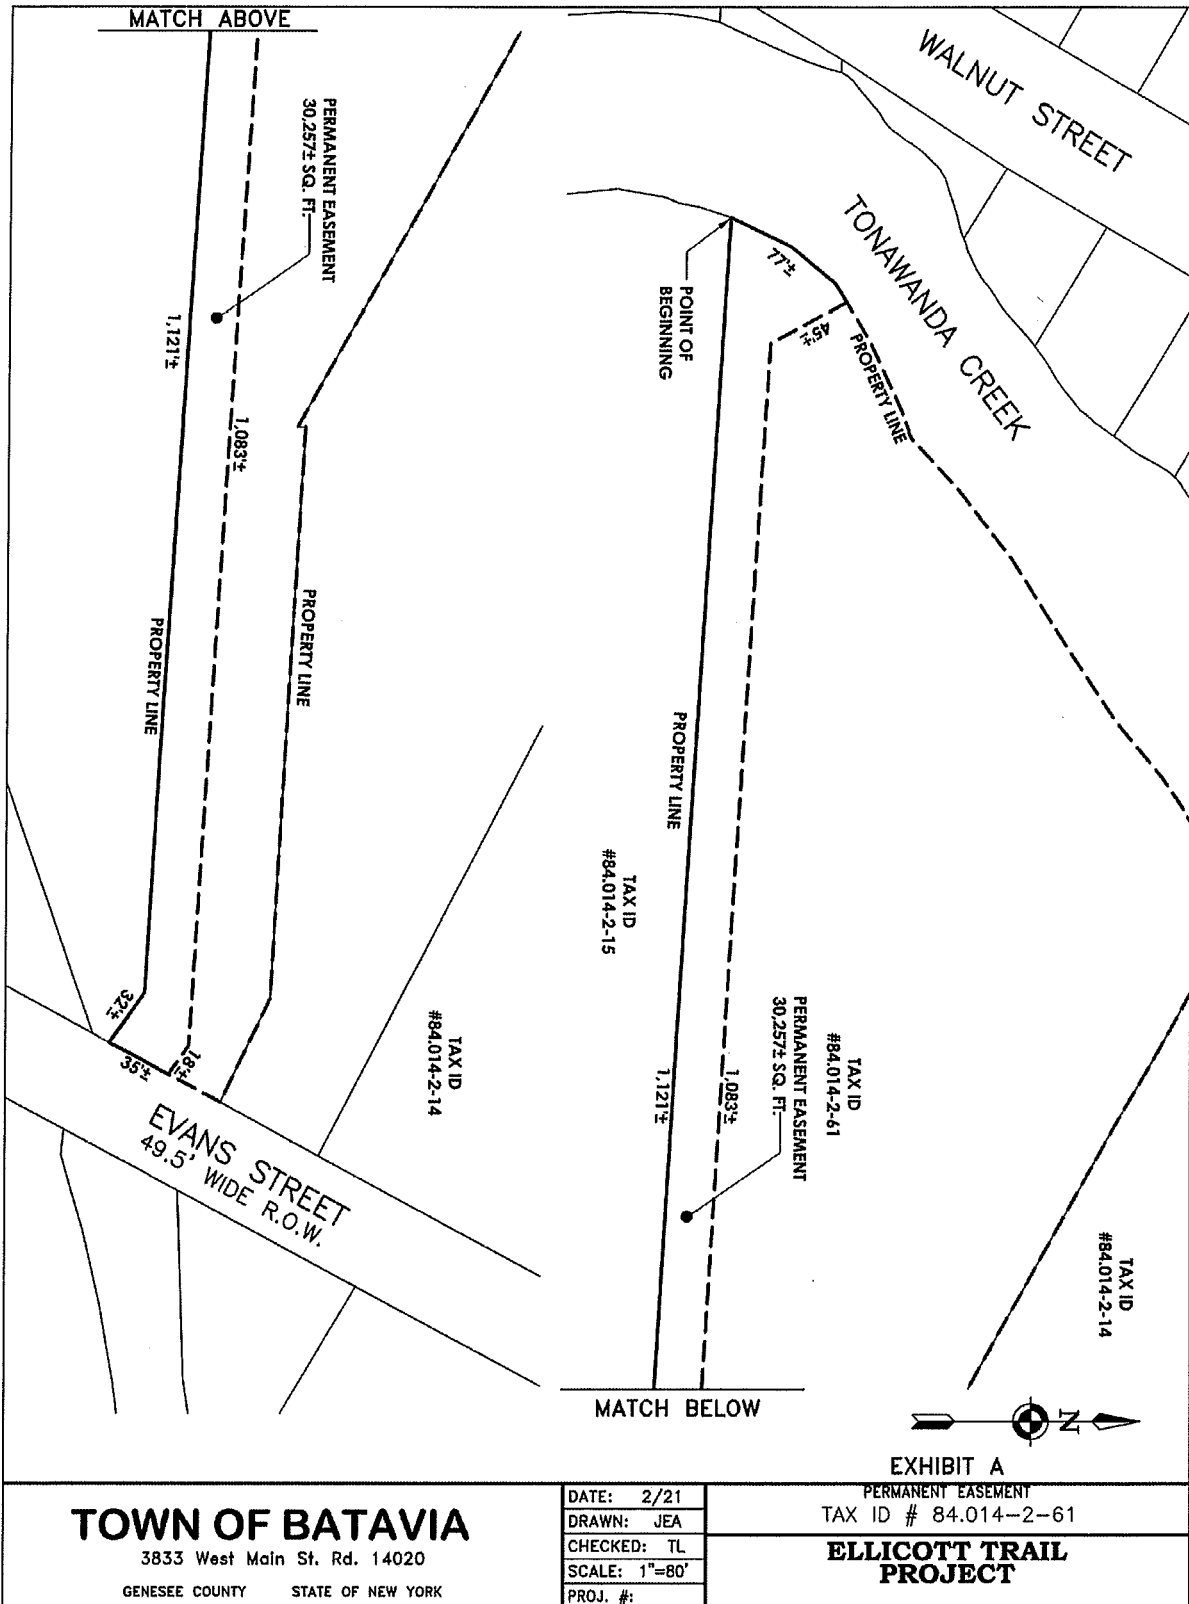 MATCH ABOVE
PERMANENT EASEMENT
30,257± SQ. FT.
1,121'±
1,083'±
PROPERTY LINE
PROPERTY LINE
32'±
35'±
18'±
TAX ID
#84.014-2-14
EVANS STREET
49.5' WIDE R.O.W.
WALNUT STREET
TONAWANDA CREEK
77'±
45'±
POINT OF
BEGINNING
PROPERTY LINE
PROPERTY LINE
TAX ID
#84.014-2-15
TAX ID
#84.014-2-61
PERMANENT EASEMENT
30,257± SQ. FT.
1,083'±
1,121'±
TAX ID
#84.014-2-14
MATCH BELOW
N
EXHIBIT A
TOWN OF BATAVIA
3833 West Main St. Rd. 14020
GENESEE COUNTY STATE OF NEW YORK
DATE: 2/21
DRAWN: JEA
CHECKED: TL
SCALE: 1"=80'
PROJ. #:
PERMANENT EASEMENT
TAX ID # 84.014-2-61
ELLICOTT TRAIL
PROJECT